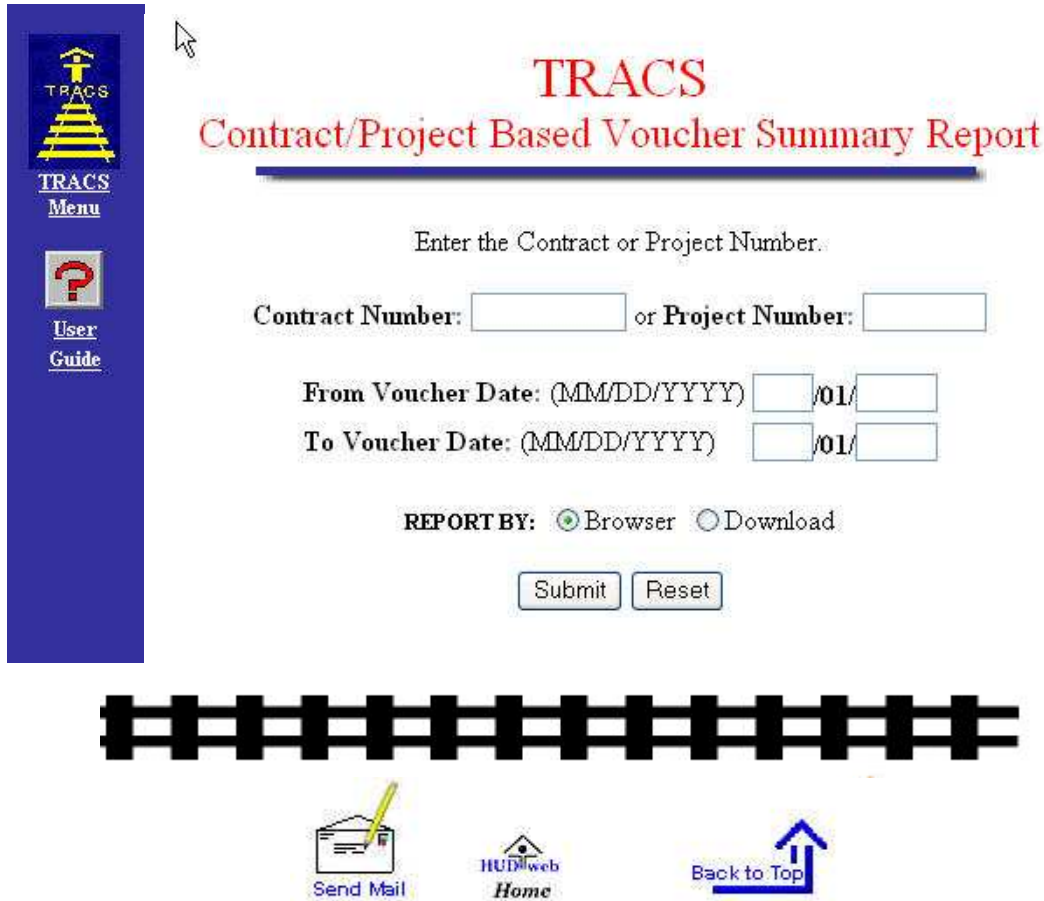 TRACS
TRACS
Menu
User
Guide
TRACS
Contract/Project Based Voucher Summary Report
Enter the Contract or Project Number.
Contract Number: or Project Number:
From Voucher Date: (MM/DD/YYYY) /01/
To Voucher Date: (MM/DD/YYYY) /01/
REPORT BY: Browser Download
Submit Reset
Send Mail
HUD web
Home
Back to Top